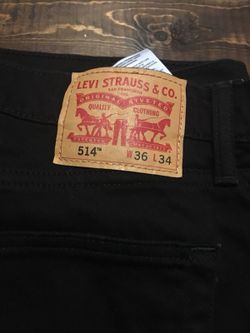 LEVI STRAUSS & CO.
SAN FRANCISCO
ORIGINAL RIVETED
QUALITY CLOTHING
514™ W 36 L 34